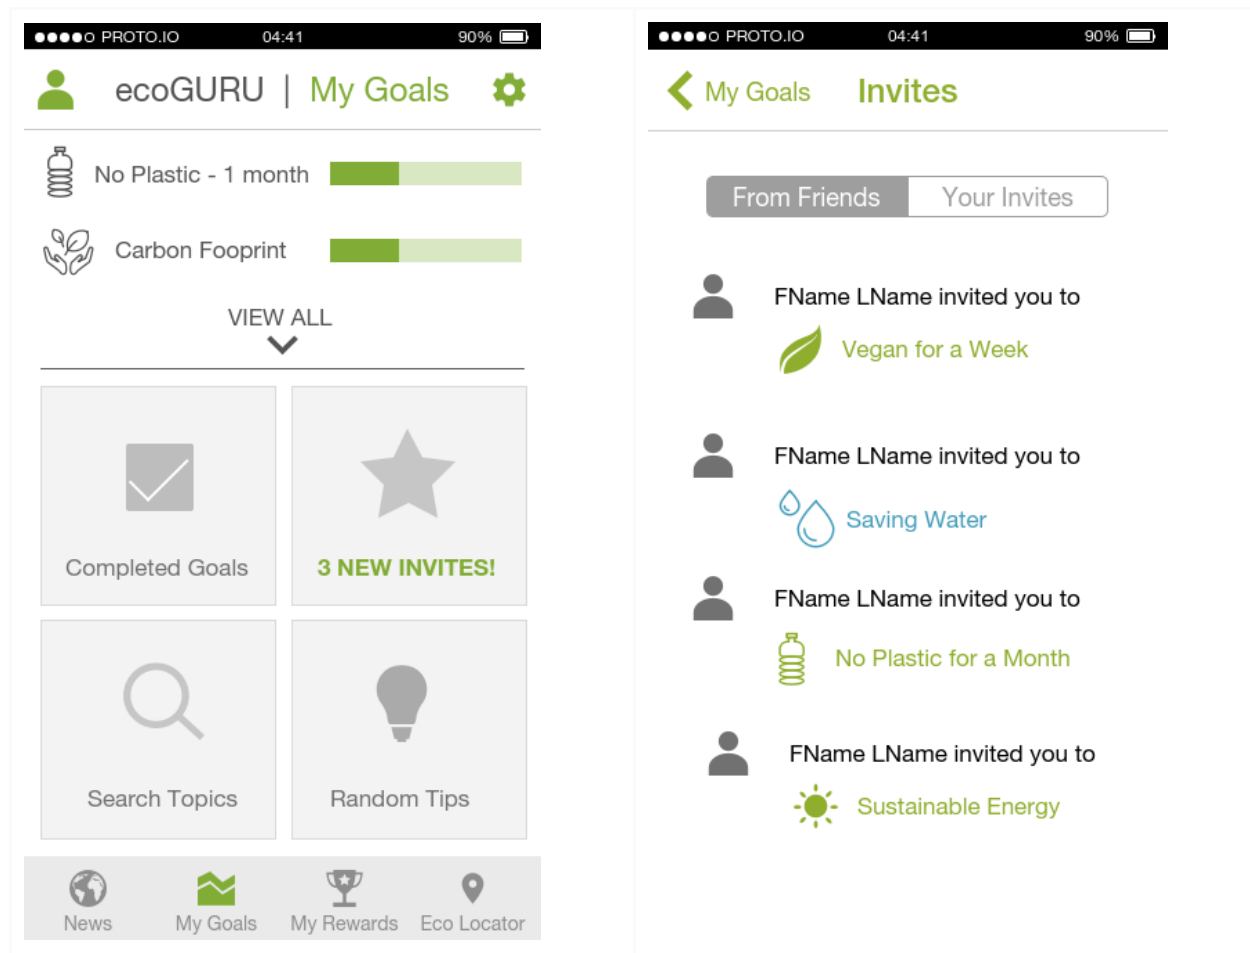 PROTO.IO 04:41 90%
ecoGURU | My Goals
No Plastic - 1 month
Carbon Fooprint
VIEW ALL
Completed Goals
3 NEW INVITES!
Search Topics
Random Tips
News
My Goals
My Rewards
Eco Locator
PROTO.IO 04:41 90%
My Goals
Invites
From Friends
Your Invites
FName LName invited you to
Vegan for a Week
FName LName invited you to
Saving Water
FName LName invited you to
No Plastic for a Month
FName LName invited you to
Sustainable Energy